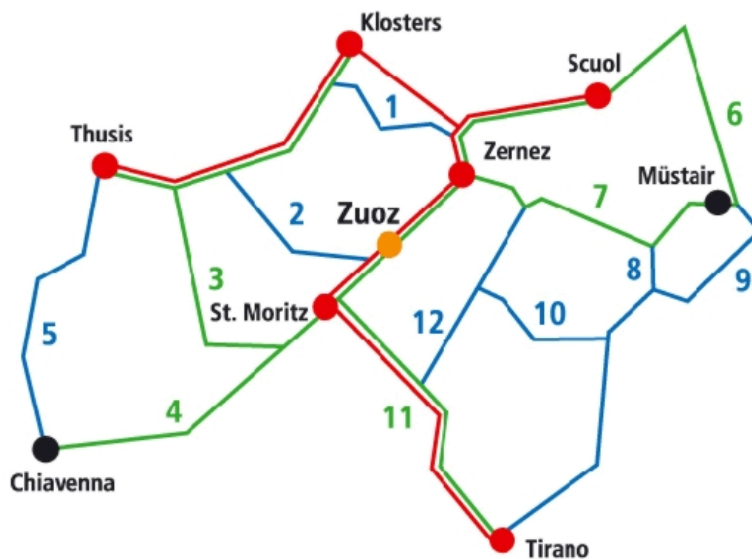 Klosters
Scuol
1
6
Thusis
Zernez
Müstair
2
Zuoz
7
3
8
9
St. Moritz
10
5
12
4
11
Chiavenna
Tirano